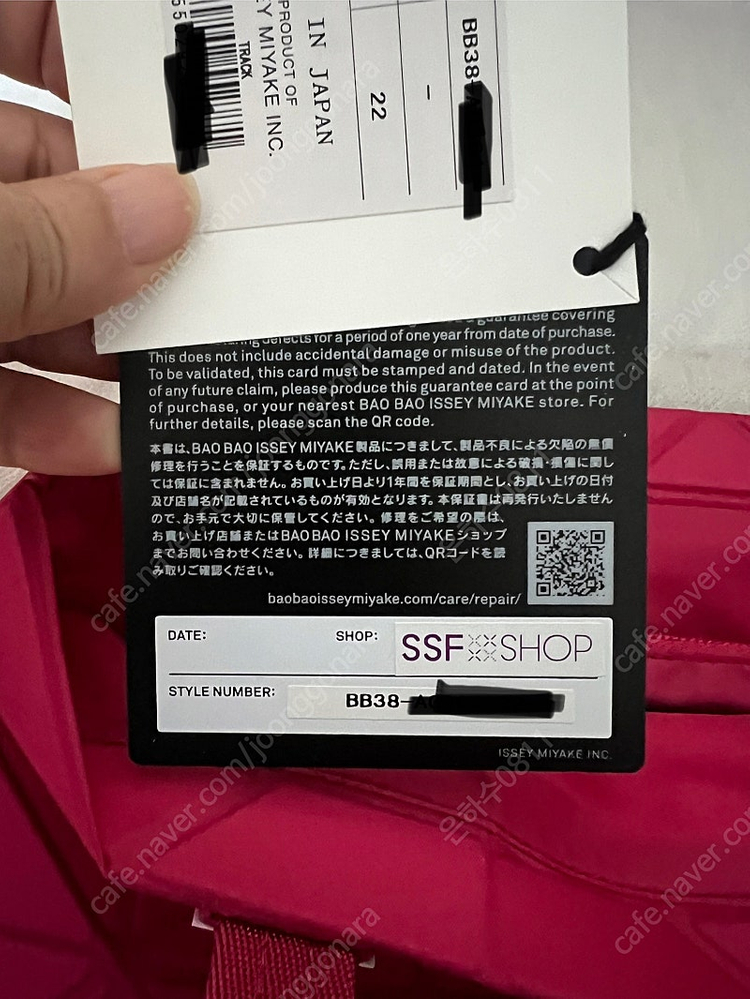 BB38-
-
22
IN JAPAN
PRODUCT OF
Y MIYAKE INC.
TRACK
guarantee covering
defects for a period of one year from date of purchase.
This does not include accidental damage or misuse of the product.
To be validated, this card must be stamped and dated. In the event
of any future claim, please produce this guarantee card at the point
of purchase, or your nearest BAO BAO ISSEY MIYAKE store. For
further details, please scan the QR code.
本書は、BAO BAO ISSEY MIYAKE製品につきまして、製品不良による欠陥の無償
修理を行うことを保証するものです。ただし、誤用または故意による破損・損傷に関し
ては保証に含まれません。お買い上げ日より1年間を保証期間とし、お買い上げの日付
及び店舗名が記載されているものが有効となります。本保証書は再発行いたしません
ので、お手元で大切に保管してください。修理をご希望の際は、
お買い上げ店舗またはBAO BAO ISSEY MIYAKEショップ
までお問い合わせください。詳細につきましては、QRコードを読
み取りご確認ください。
baobaoisseymiyake.com/care/repair/
DATE:
SHOP: SSF SHOP
STYLE NUMBER: BB38-
ISSEY MIYAKE INC.
cafe.naver.com/joonggonara
은하수0811